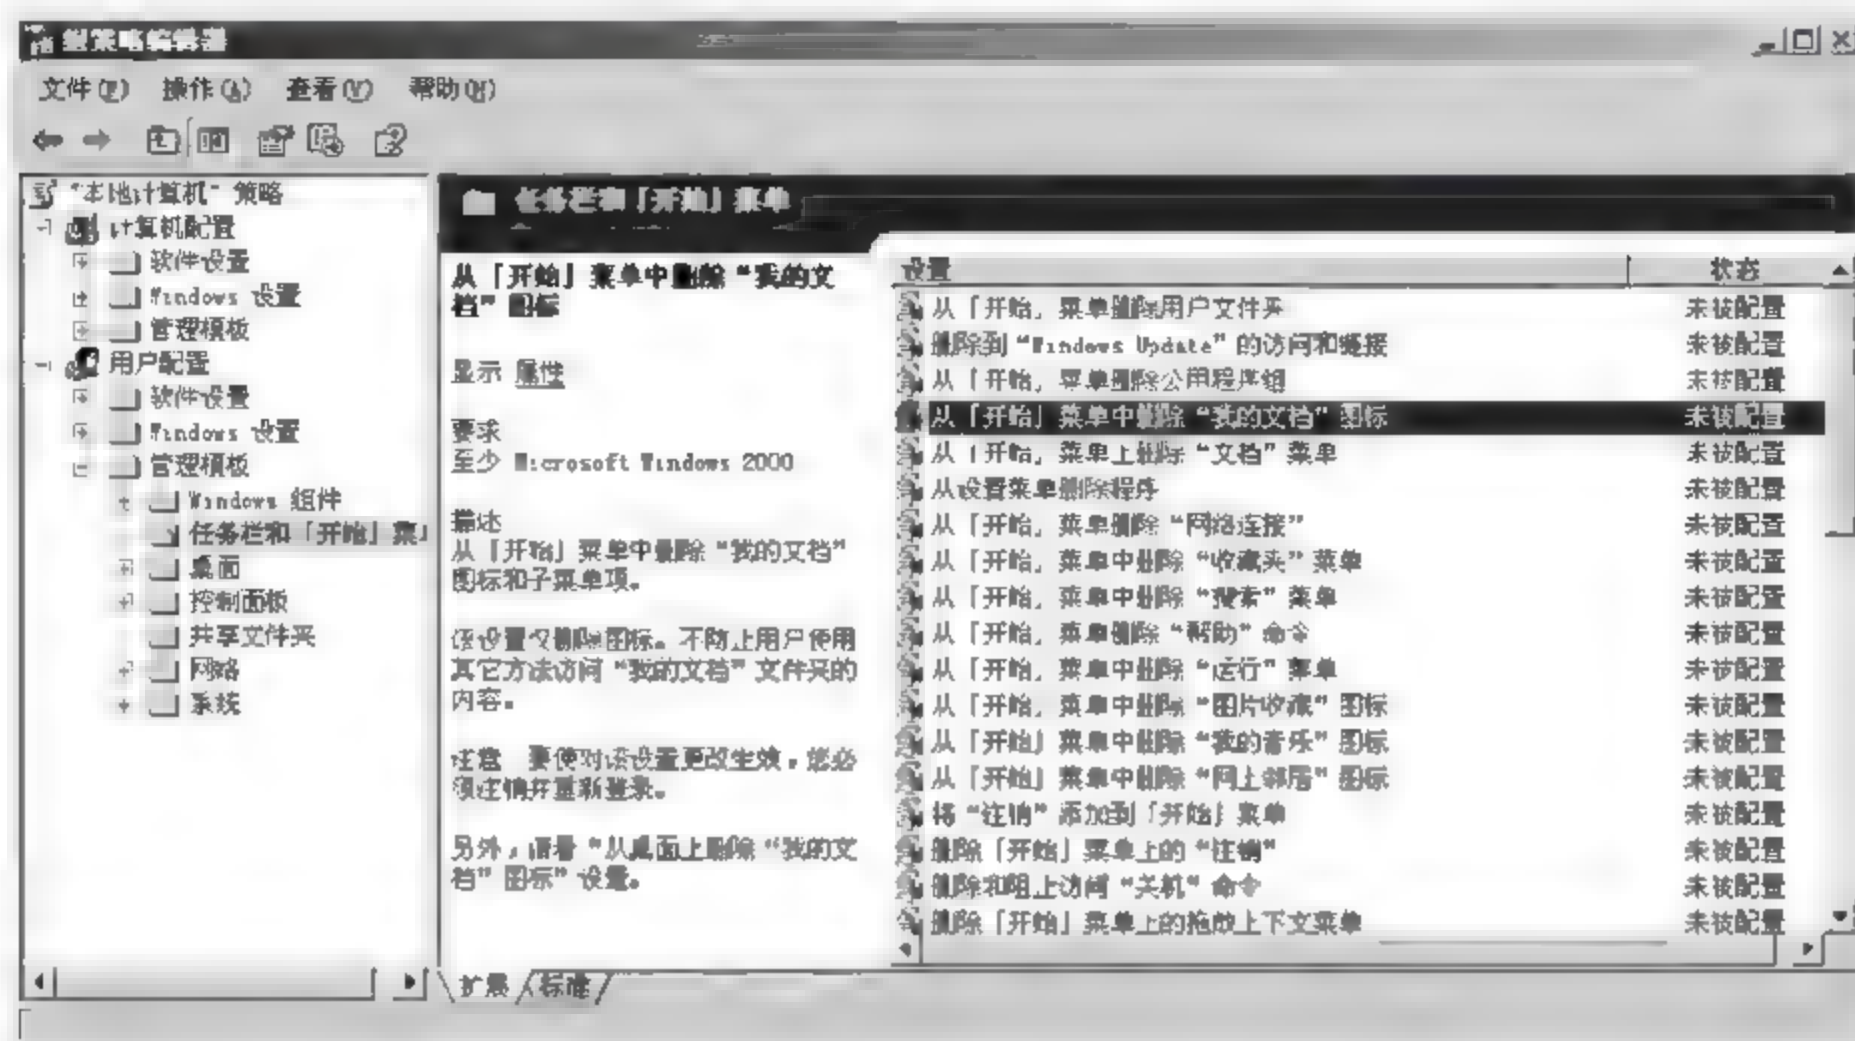 组策略编辑器
文件(F) 操作(A) 查看(V) 帮助(H)
“本地计算机”策略
计算机配置
软件设置
Windows 设置
管理模板
用户配置
软件设置
Windows 设置
管理模板
Windows 组件
任务栏和「开始」菜
桌面
控制面板
共享文件夹
网络
系统
任务栏和「开始」菜单
从「开始」菜单中删除“我的文
档”图标
显示 属性
要求
至少 Microsoft Windows 2000
描述
从「开始」菜单中删除“我的文档”
图标和子菜单项。
该设置仅删除图标。不防止用户使用
其它方法访问“我的文档”文件夹的
内容。
注意 要使对该设置更改生效，您必
须注销并重新登录。
另外，请看“从桌面上删除“我的文
档”图标”设置。
设置 状态
从「开始」菜单删除用户文件夹 未被配置
删除到“Windows Update”的访问和链接 未被配置
从「开始」菜单删除公用程序组 未被配置
从「开始」菜单中删除“我的文档”图标 未被配置
从「开始」菜单上删除“文档”菜单 未被配置
从设置菜单删除程序 未被配置
从「开始」菜单删除“网络连接” 未被配置
从「开始」菜单中删除“收藏夹”菜单 未被配置
从「开始」菜单中删除“搜索”菜单 未被配置
从「开始」菜单删除“帮助”命令 未被配置
从「开始」菜单中删除“运行”菜单 未被配置
从「开始」菜单中删除“图片收藏”图标 未被配置
从「开始」菜单中删除“我的音乐”图标 未被配置
从「开始」菜单中删除“网上邻居”图标 未被配置
将“注销”添加到「开始」菜单 未被配置
删除「开始」菜单上的“注销” 未被配置
删除和阻止访问“关机”命令 未被配置
删除「开始」菜单上的拖放上下文菜单 未被配置
扩展 标准